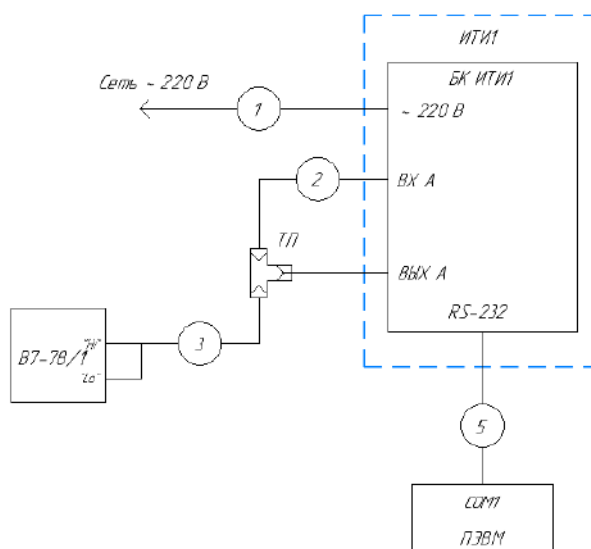 ИТИ1
БК ИТИ1
Сеть ~ 220 В
1
~ 220 В
2
ВХ А
ТП
ВЫХ А
RS-232
"Hi"
В7-78/1
3
"Lo"
5
COM1
ПЭВМ